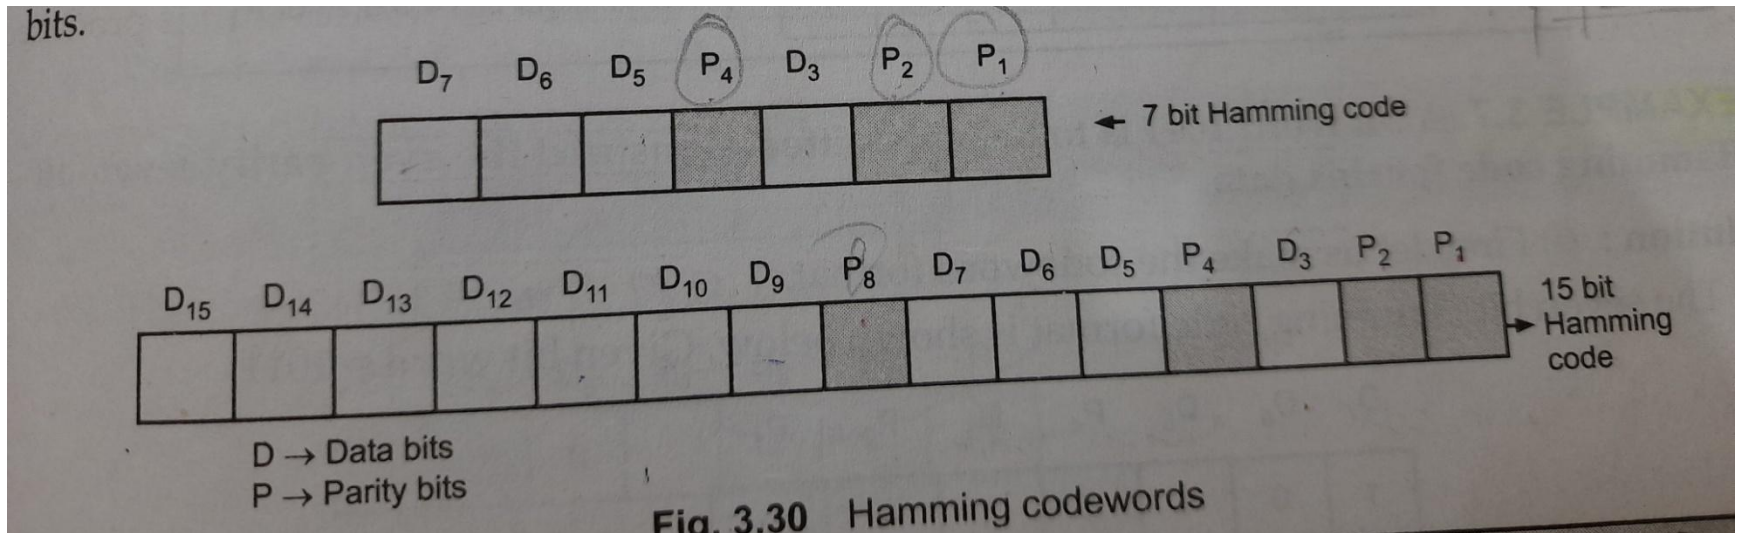 bits.
D7 D6 D5 P4 D3 P2 P1
← 7 bit Hamming code
D15 D14 D13 D12 D11 D10 D9 P8 D7 D6 D5 P4 D3 P2 P1
15 bit
Hamming
code
D → Data bits
P → Parity bits
Fig. 3.30 Hamming codewords